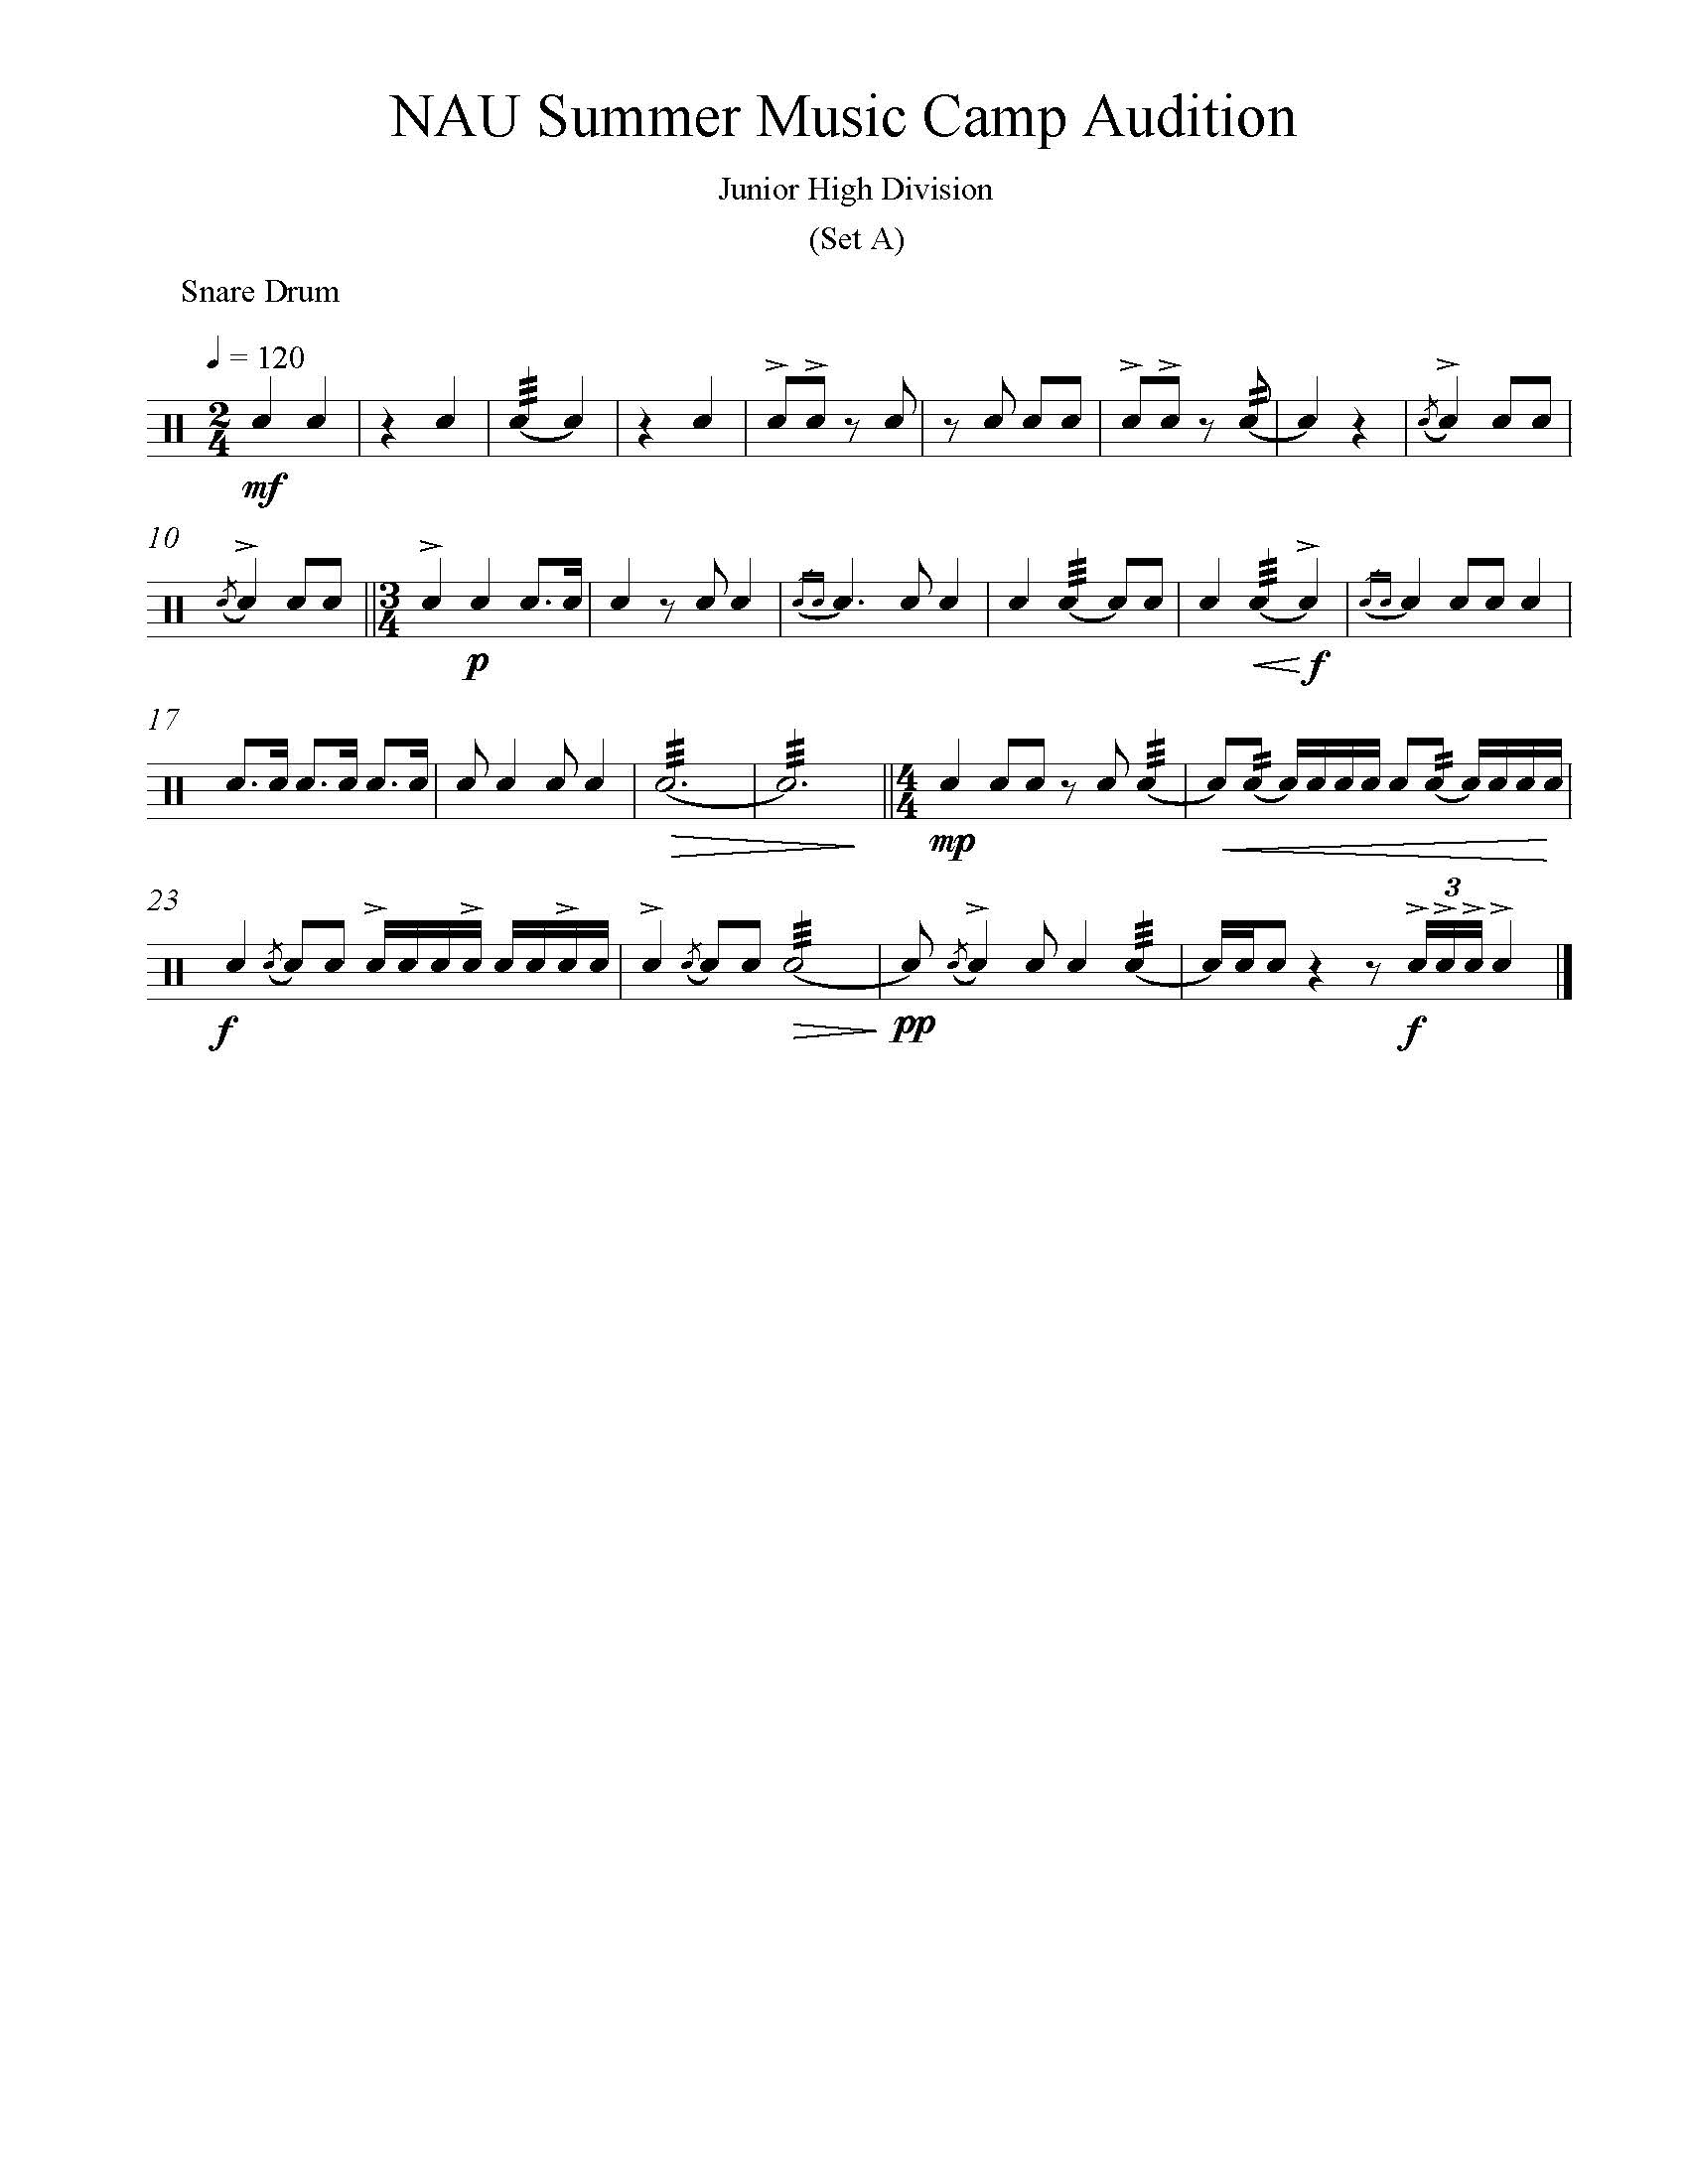 NAU Summer Music Camp Audition
Junior High Division
(Set A)
Snare Drum
♩ = 120
2
4
mf
10
3
4
p
f
17
4
4
mp
23
3
f
pp
f